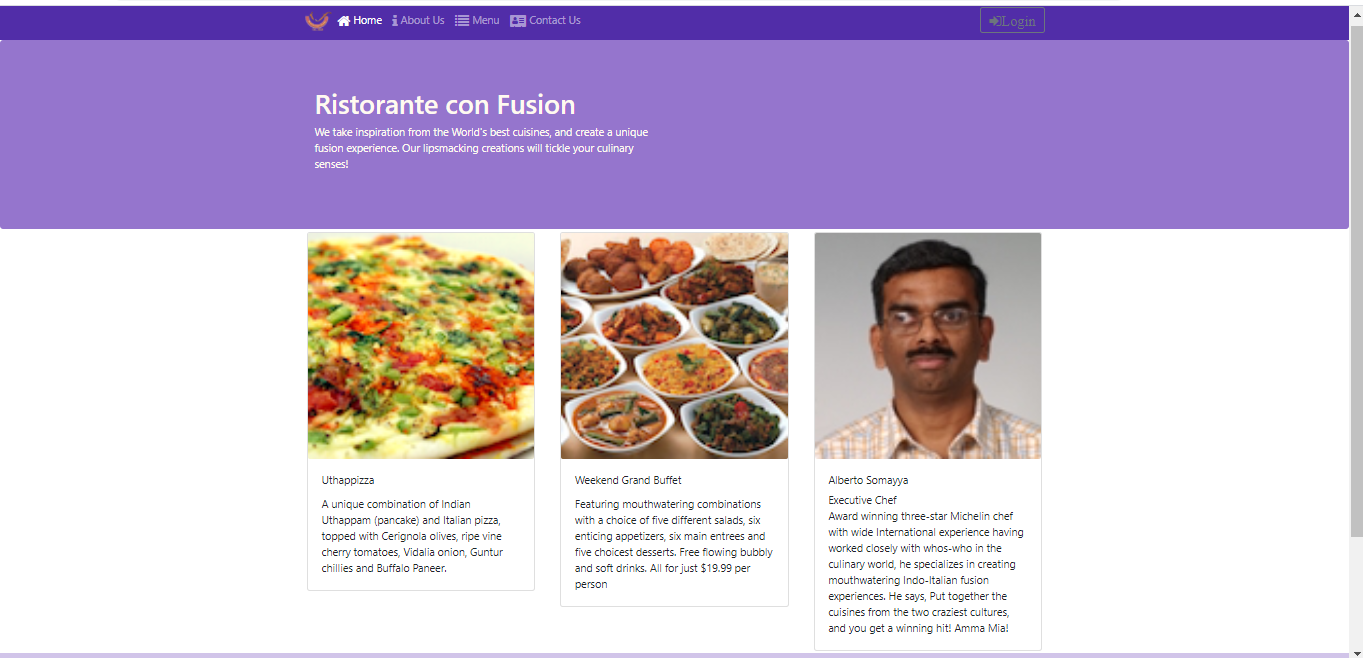 Home About Us Menu Contact Us Login
Ristorante con Fusion
We take inspiration from the World's best cuisines, and create a unique
fusion experience. Our lipsmacking creations will tickle your culinary
senses!
Uthappizza
A unique combination of Indian
Uthappam (pancake) and Italian pizza,
topped with Cerignola olives, ripe vine
cherry tomatoes, Vidalia onion, Guntur
chillies and Buffalo Paneer.
Weekend Grand Buffet
Featuring mouthwatering combinations
with a choice of five different salads, six
enticing appetizers, six main entrees and
five choicest desserts. Free flowing bubbly
and soft drinks. All for just $19.99 per
person
Alberto Somayya
Executive Chef
Award winning three-star Michelin chef
with wide International experience having
worked closely with whos-who in the
culinary world, he specializes in creating
mouthwatering Indo-Italian fusion
experiences. He says, Put together the
cuisines from the two craziest cultures,
and you get a winning hit! Amma Mia!